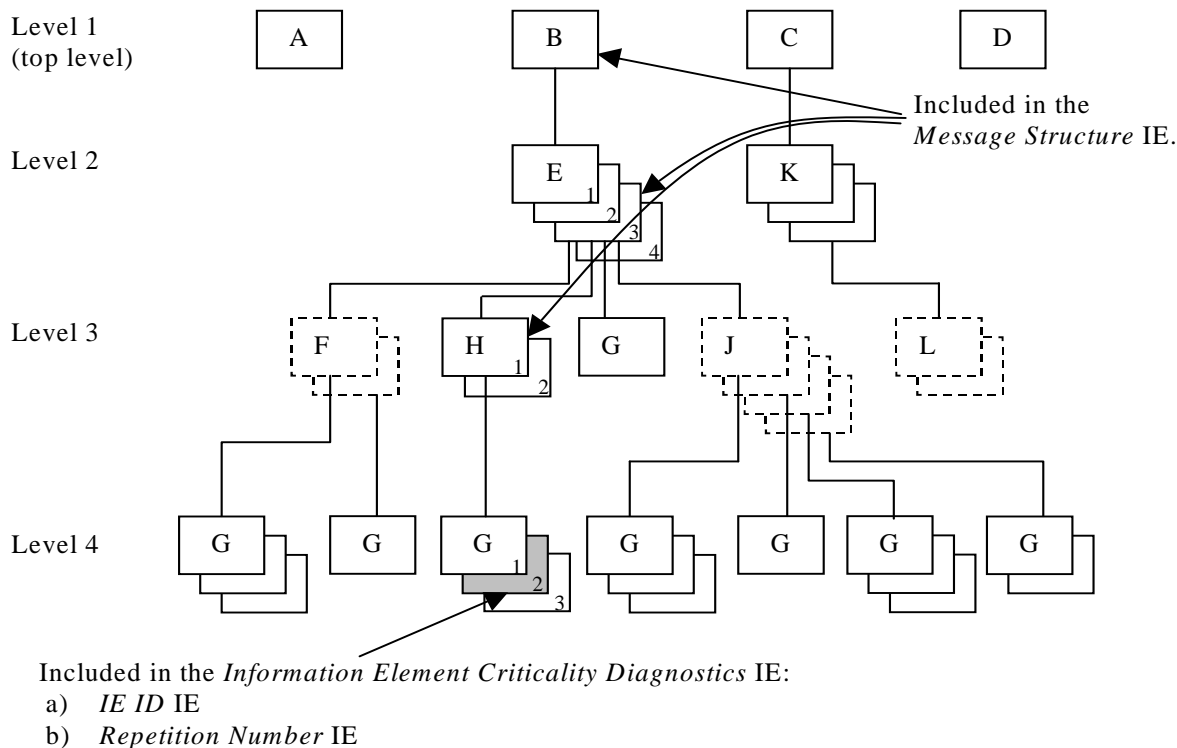 Level 1
(top level)
A
B
C
D
Included in the
Message Structure IE.
Level 2
E
1
2
3
4
K
Level 3
F
H
1
2
G
J
L
Level 4
G
G
G
1
2
3
G
G
G
G
Included in the Information Element Criticality Diagnostics IE:
a) IE ID IE
b) Repetition Number IE